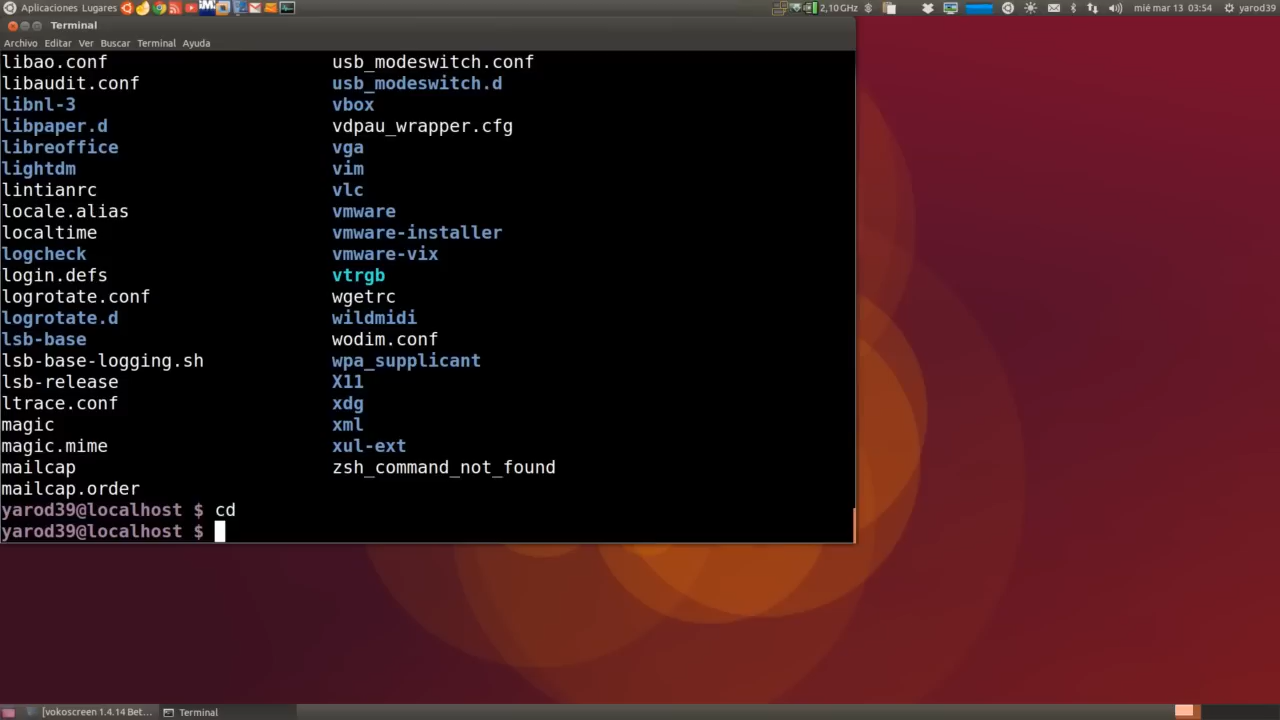 Aplicaciones Lugares
2,10 GHz
mié mar 13 03:54
yarod39
Terminal
Archivo Editar Ver Buscar Terminal Ayuda
libao.conf usb_modeswitch.conf
libaudit.conf usb_modeswitch.d
libnl-3 vbox
libpaper.d vdpau_wrapper.cfg
libreoffice vga
lightdm vim
lintianrc vlc
locale.alias vmware
localtime vmware-installer
logcheck vmware-vix
login.defs vtrgb
logrotate.conf wgetrc
logrotate.d wildmidi
lsb-base wodim.conf
lsb-base-logging.sh wpa_supplicant
lsb-release X11
ltrace.conf xdg
magic xml
magic.mime xul-ext
mailcap zsh_command_not_found
mailcap.order
yarod39@localhost $ cd
yarod39@localhost $
[vokoscreen 1.4.14 Bet...
Terminal